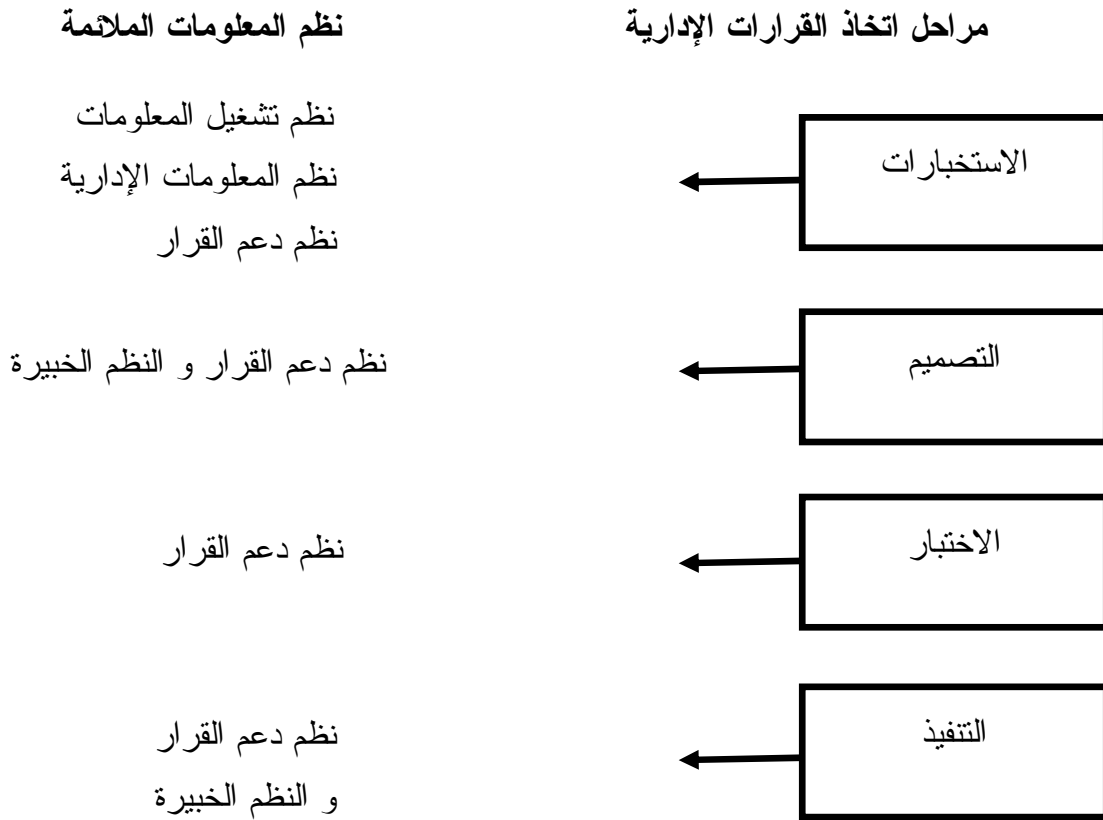 مراحل اتخاذ القرارات الإدارية
نظم المعلومات الملائمة
الاستخبارات
نظم تشغيل المعلومات
نظم المعلومات الإدارية
نظم دعم القرار
التصميم
نظم دعم القرار و النظم الخبيرة
الاختبار
نظم دعم القرار
التنفيذ
نظم دعم القرار
و النظم الخبيرة